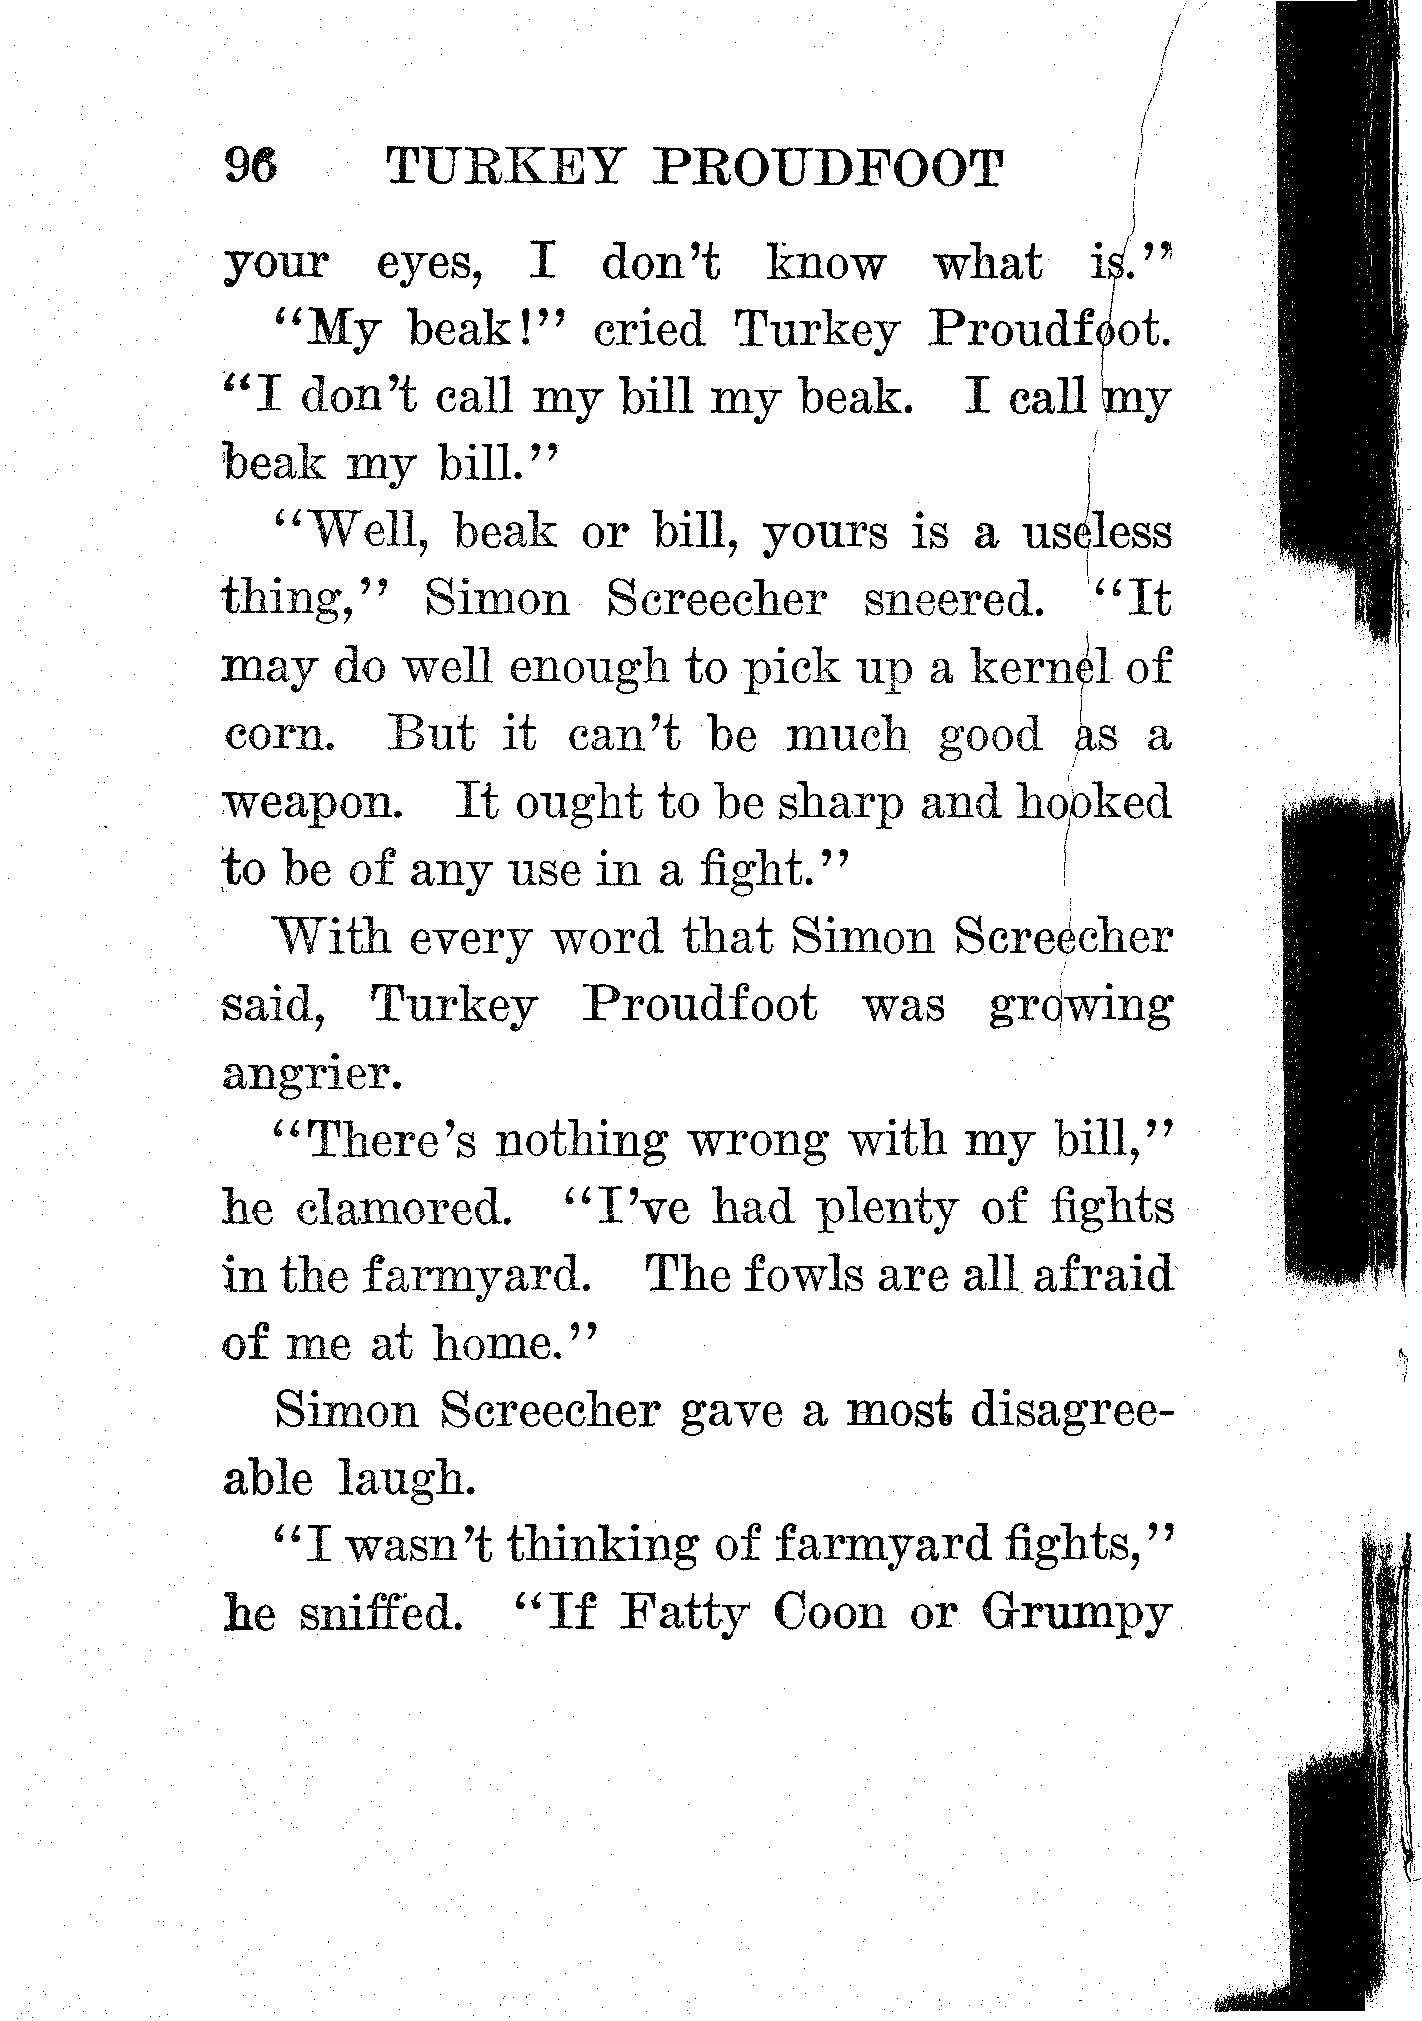 96 TURKEY PROUDFOOT
your eyes, I don't know what is."
"My beak!" cried Turkey Proudfoot.
"I don't call my bill my beak. I call my
beak my bill."
"Well, beak or bill, yours is a useless
thing," Simon Screecher sneered. "It
may do well enough to pick up a kernel of
corn. But it can't be much good as a
weapon. It ought to be sharp and hooked
to be of any use in a fight."
With every word that Simon Screecher
said, Turkey Proudfoot was growing
angrier.
"There's nothing wrong with my bill,"
he clamored. "I've had plenty of fights
in the farmyard. The fowls are all afraid
of me at home."
Simon Screecher gave a most disagree-
able laugh.
"I wasn't thinking of farmyard fights,"
he sniffed. "If Fatty Coon or Grumpy